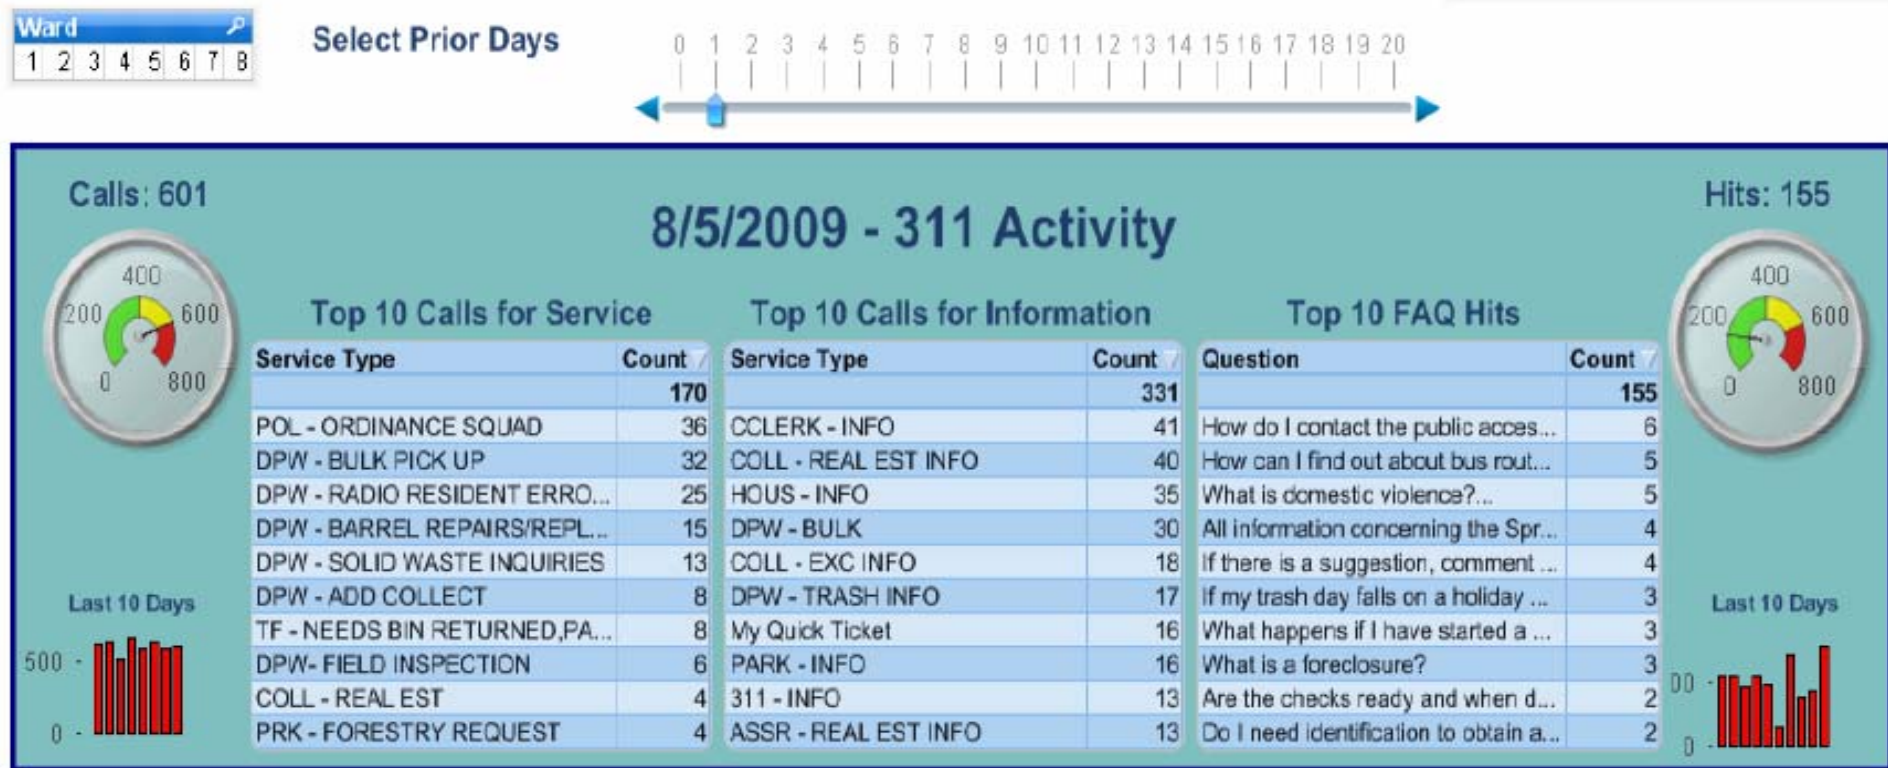 Ward
1 2 3 4 5 6 7 8
Select Prior Days
0 1 2 3 4 5 6 7 8 9 10 11 12 13 14 15 16 17 18 19 20
Calls: 601
8/5/2009 - 311 Activity
Hits: 155
400
200 600
0 800
400
200 600
0 800
Top 10 Calls for Service
Service Type Count
170
POL - ORDINANCE SQUAD 36
DPW - BULK PICK UP 32
DPW - RADIO RESIDENT ERRO... 25
DPW - BARREL REPAIRS/REPL... 15
DPW - SOLID WASTE INQUIRIES 13
DPW - ADD COLLECT 8
TF - NEEDS BIN RETURNED,PA... 8
DPW- FIELD INSPECTION 6
COLL - REAL EST 4
PRK - FORESTRY REQUEST 4
Top 10 Calls for Information
Service Type Count
331
CCLERK - INFO 41
COLL - REAL EST INFO 40
HOUS - INFO 35
DPW - BULK 30
COLL - EXC INFO 18
DPW - TRASH INFO 17
My Quick Ticket 16
PARK - INFO 16
311 - INFO 13
ASSR - REAL EST INFO 13
Top 10 FAQ Hits
Question Count
155
How do I contact the public acces... 6
How can I find out about bus rout... 5
What is domestic violence?... 5
All information concerning the Spr... 4
If there is a suggestion, comment ... 4
If my trash day falls on a holiday ... 3
What happens if I have started a ... 3
What is a foreclosure? 3
Are the checks ready and when d... 2
Do I need identification to obtain a... 2
Last 10 Days
500
0
Last 10 Days
00
0